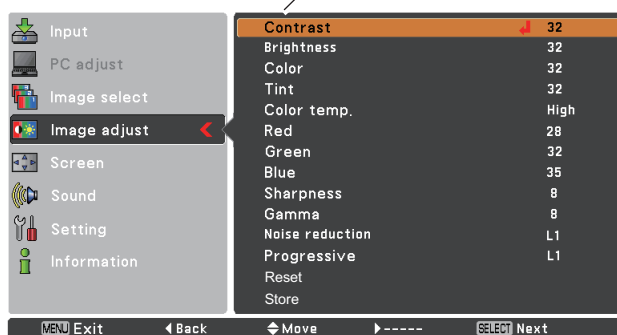 Input
PC adjust
Image select
Image adjust
Screen
Sound
Setting
Information
Contrast 32
Brightness 32
Color 32
Tint 32
Color temp. High
Red 28
Green 32
Blue 35
Sharpness 8
Gamma 8
Noise reduction L1
Progressive L1
Reset
Store
MENU Exit Back Move ----- SELECT Next